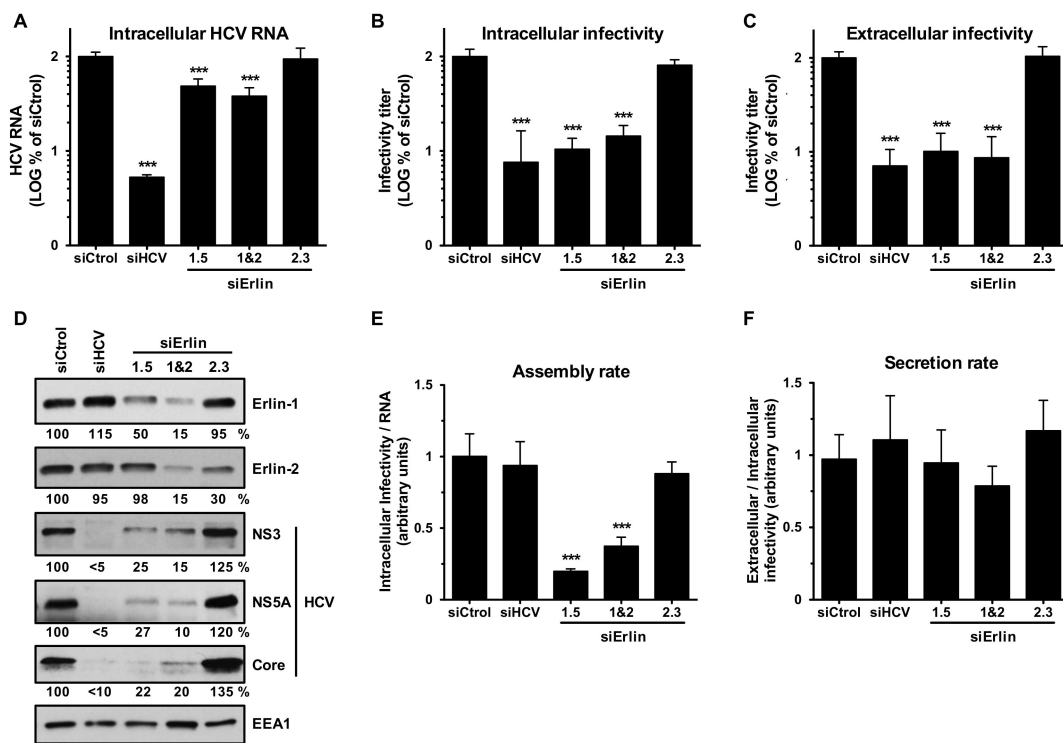 A
Intracellular HCV RNA
HCV RNA
(LOG % of siCtrol)
2
1
0
***
***
***
siCtrol siHCV 1.5 1&2 2.3
siErlin
B
Intracellular infectivity
Infectivity titer
(LOG % of siCtrol)
2
1
0
***
***
***
siCtrol siHCV 1.5 1&2 2.3
siErlin
C
Extracellular infectivity
Infectivity titer
(LOG % of siCtrol)
2
1
0
***
***
***
siCtrol siHCV 1.5 1&2 2.3
siErlin
D
siCtrol siHCV siErlin
1.5 1&2 2.3
Erlin-1
100 115 50 15 95 %
Erlin-2
100 95 98 15 30 %
NS3
100 <5 25 15 125 %
NS5A HCV
100 <5 27 10 120 %
Core
100 <10 22 20 135 %
EEA1
E
Assembly rate
Intracellular Infectivity / RNA
(arbitrary units)
1.5
1
0.5
0
***
***
siCtrol siHCV 1.5 1&2 2.3
siErlin
F
Secretion rate
Extracellular / Intracellular
infectivity (arbitrary units)
1.5
1
0.5
0
siCtrol siHCV 1.5 1&2 2.3
siErlin